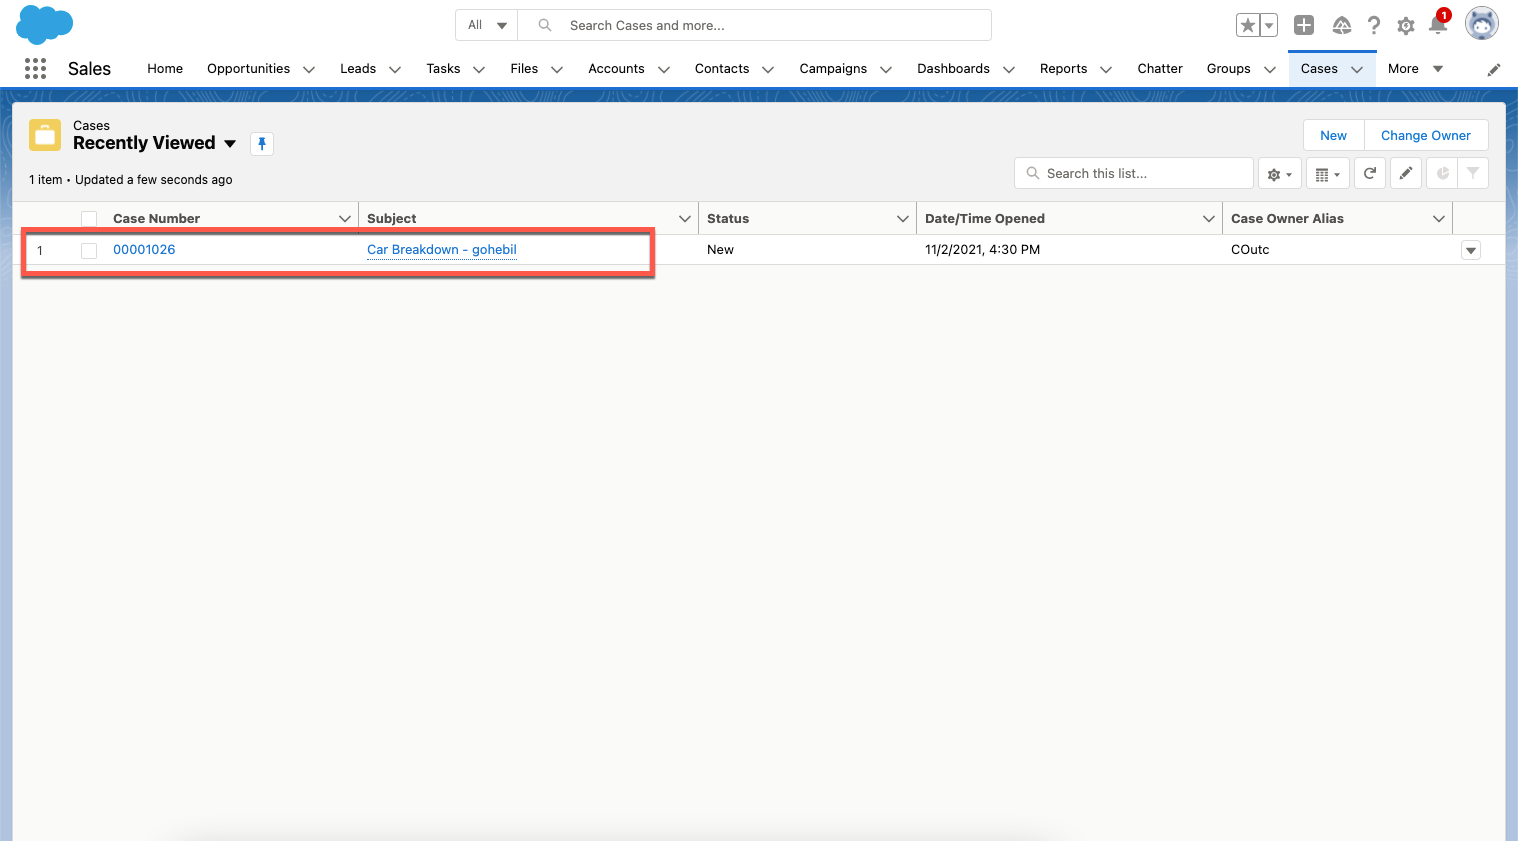 All
Search Cases and more...
1
Sales
Home
Opportunities
Leads
Tasks
Files
Accounts
Contacts
Campaigns
Dashboards
Reports
Chatter
Groups
Cases
More
Cases
Recently Viewed
New
Change Owner
1 item • Updated a few seconds ago
Search this list...
Case Number
Subject
Status
Date/Time Opened
Case Owner Alias
1
00001026
Car Breakdown - gohebil
New
11/2/2021, 4:30 PM
COutc